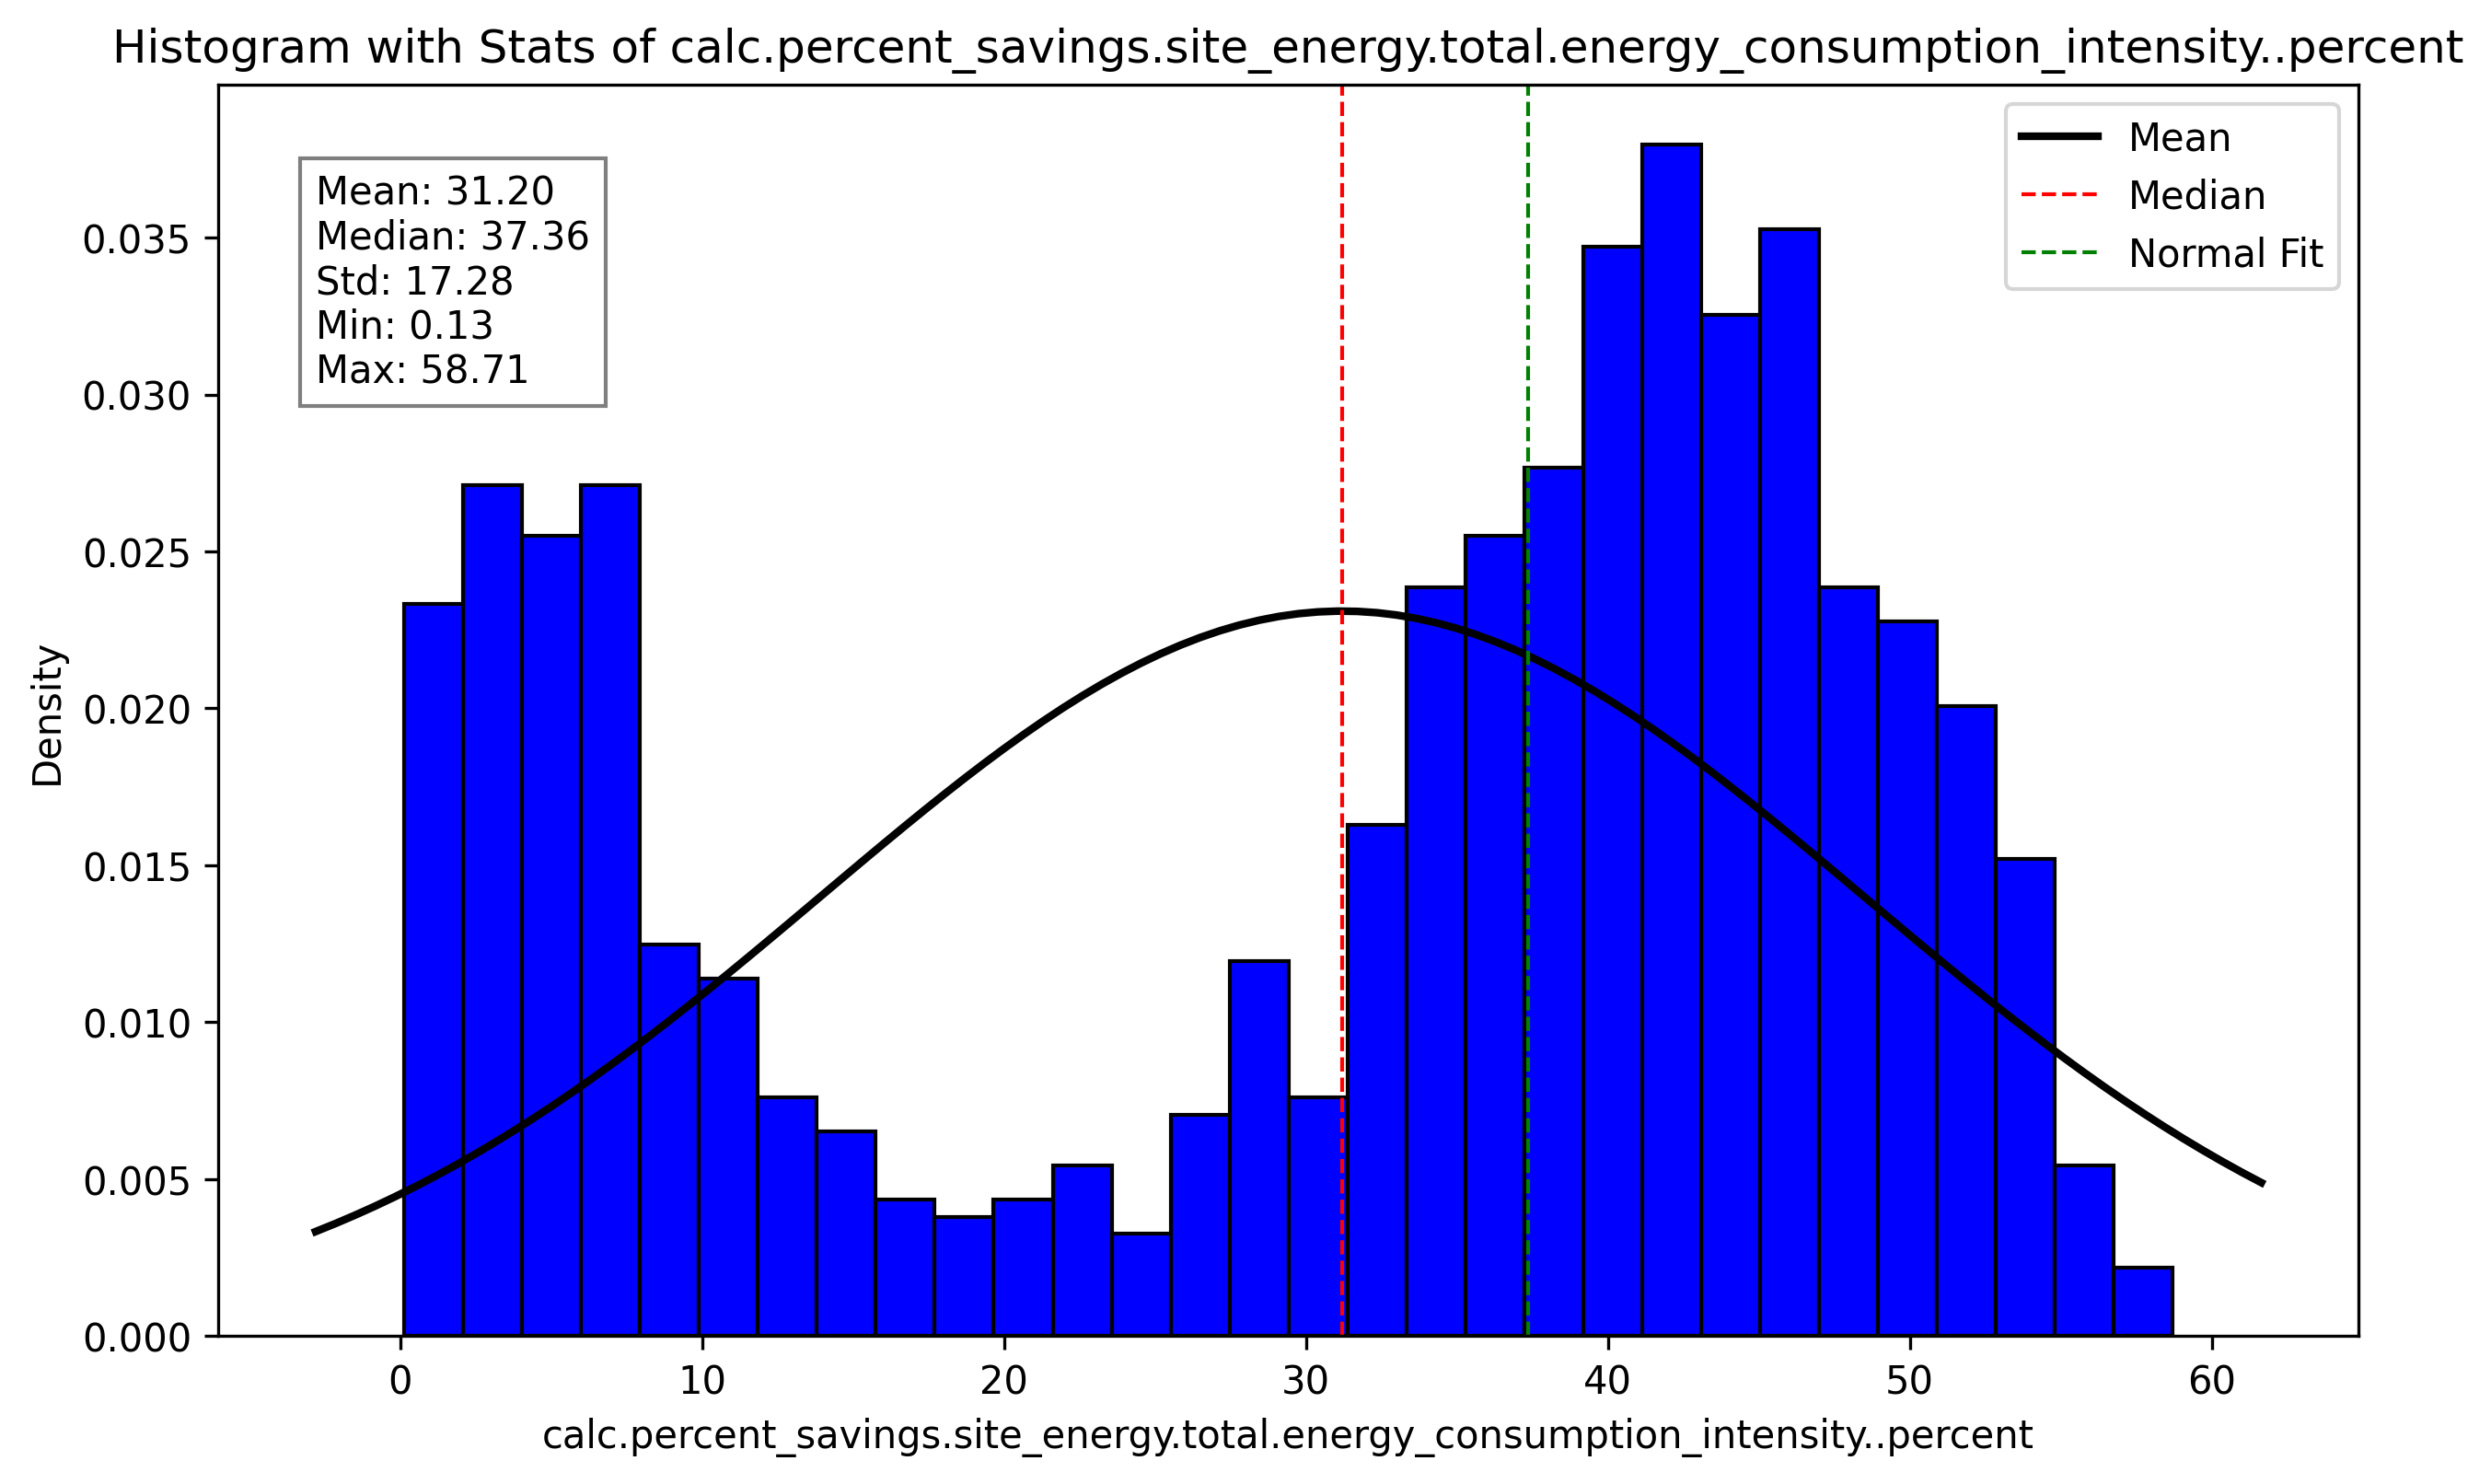 Histogram with Stats of calc.percent_savings.site_energy.total.energy_consumption_intensity..percent
Mean: 31.20
Median: 37.36
Std: 17.28
Min: 0.13
Max: 58.71
Mean
Median
Normal Fit
Density
0.035
0.030
0.025
0.020
0.015
0.010
0.005
0.000
0 10 20 30 40 50 60
calc.percent_savings.site_energy.total.energy_consumption_intensity..percent